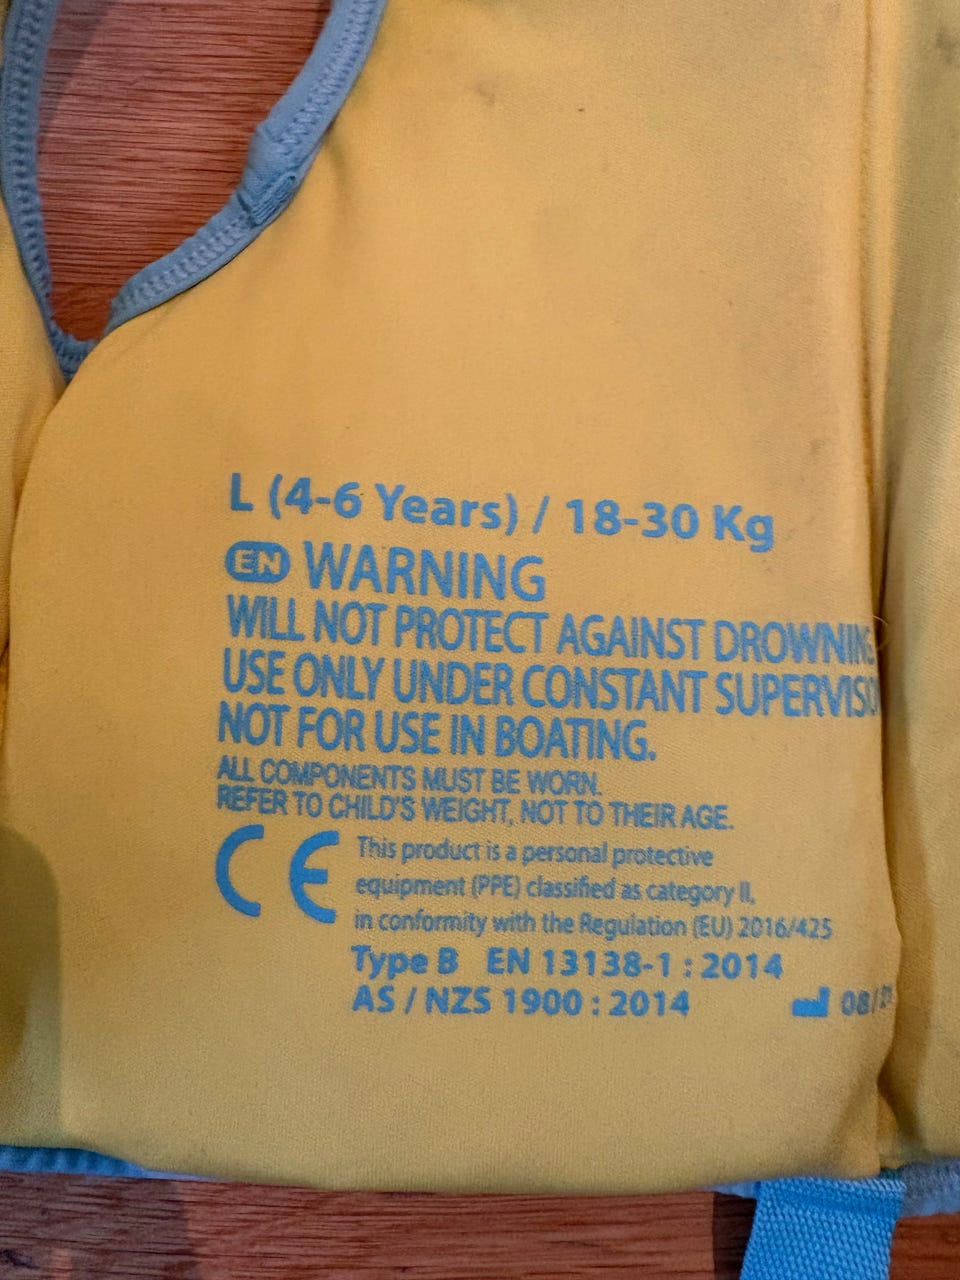 L (4-6 Years) / 18-30 Kg
EN WARNING
WILL NOT PROTECT AGAINST DROWNING
USE ONLY UNDER CONSTANT
NOT FOR USE IN BOATING.
ALL COMPONENTS MUST BE WORN.
REFER TO CHILD'S WEIGHT, NOT TO THEIR AGE.
CE
This product is a personal protective
equipment (PPE) classified as category II,
in conformity with the Regulation (EU) 2016/425
Type B EN 13138-1 : 2014
AS / NZS 1900 : 2014
08/